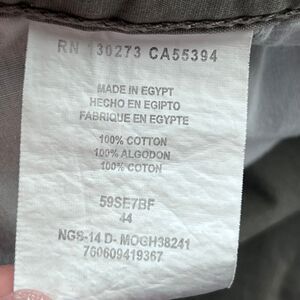 RN 130273 CA55394
MADE IN EGYPT
HECHO EN EGIPTO
FABRIQUE EN EGYPTE
100% COTTON
100% ALGODON
100% COTON
59SE7BF
44
NGS-14 D- MOGH38241
760609419367